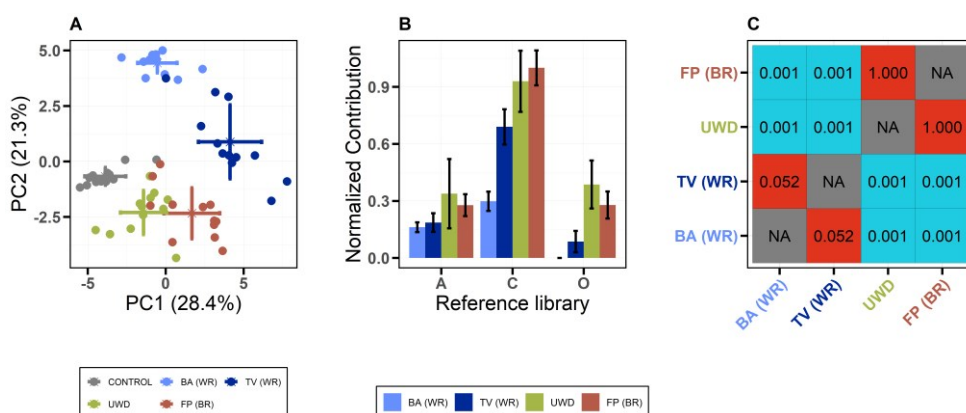 A
PC2 (21.3%)
5.0
2.5
0.0
-2.5
-5
0
5
PC1 (28.4%)
CONTROL
BA (WR)
TV (WR)
UWD
FP (BR)
B
Normalized Contribution
0.9
0.6
0.3
0.0
A
C
O
Reference library
BA (WR)
TV (WR)
UWD
FP (BR)
C
FP (BR) 0.001 0.001 1.000 NA
UWD 0.001 0.001 NA 1.000
TV (WR) 0.052 NA 0.001 0.001
BA (WR) NA 0.052 0.001 0.001
BA (WR)
TV (WR)
UWD
FP (BR)